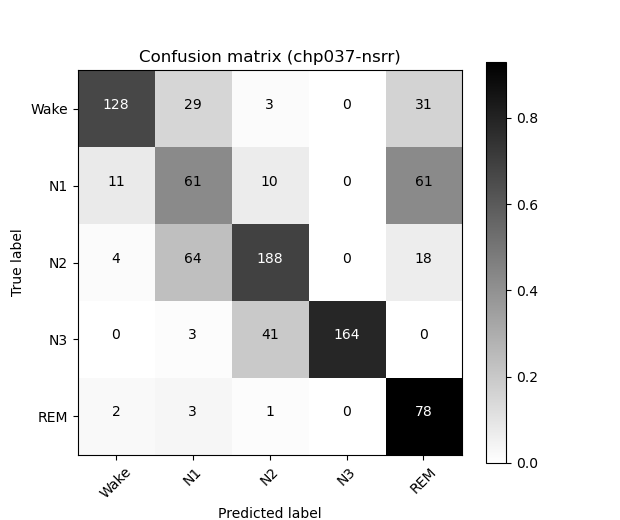 Confusion matrix (chp037-nsrr)
Wake 128 29 3 0 31
N1 11 61 10 0 61
N2 4 64 188 0 18
N3 0 3 41 164 0
REM 2 3 1 0 78
Wake N1 N2 N3 REM
Predicted label
True label
0.8
0.6
0.4
0.2
0.0